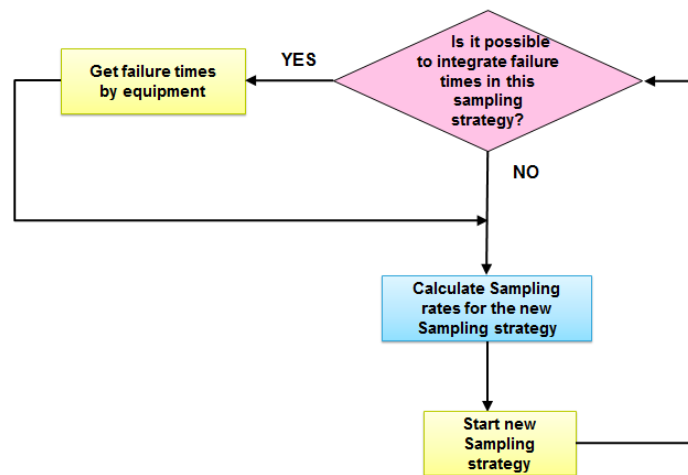 Is it possible
to integrate failure
times in this
sampling
strategy?
YES
Get failure times
by equipment
NO
Calculate Sampling
rates for the new
Sampling strategy
Start new
Sampling
strategy